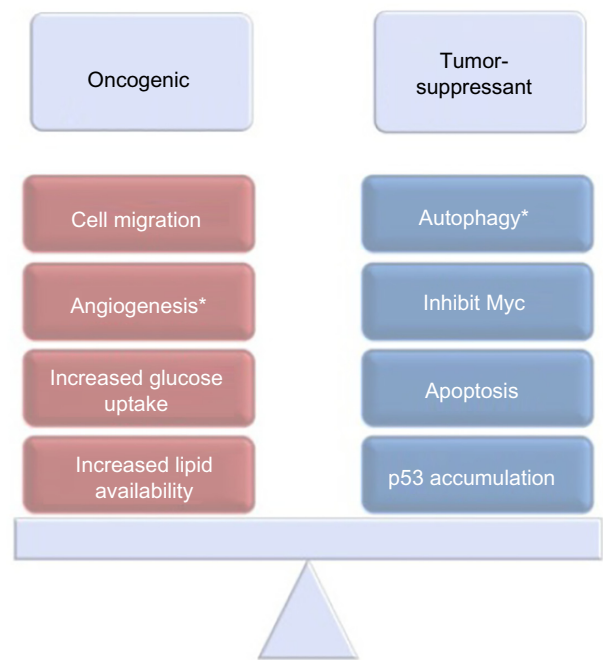 Oncogenic
Tumor-
suppressant
Cell migration
Angiogenesis*
Increased glucose
uptake
Increased lipid
availability
Autophagy*
Inhibit Myc
Apoptosis
p53 accumulation